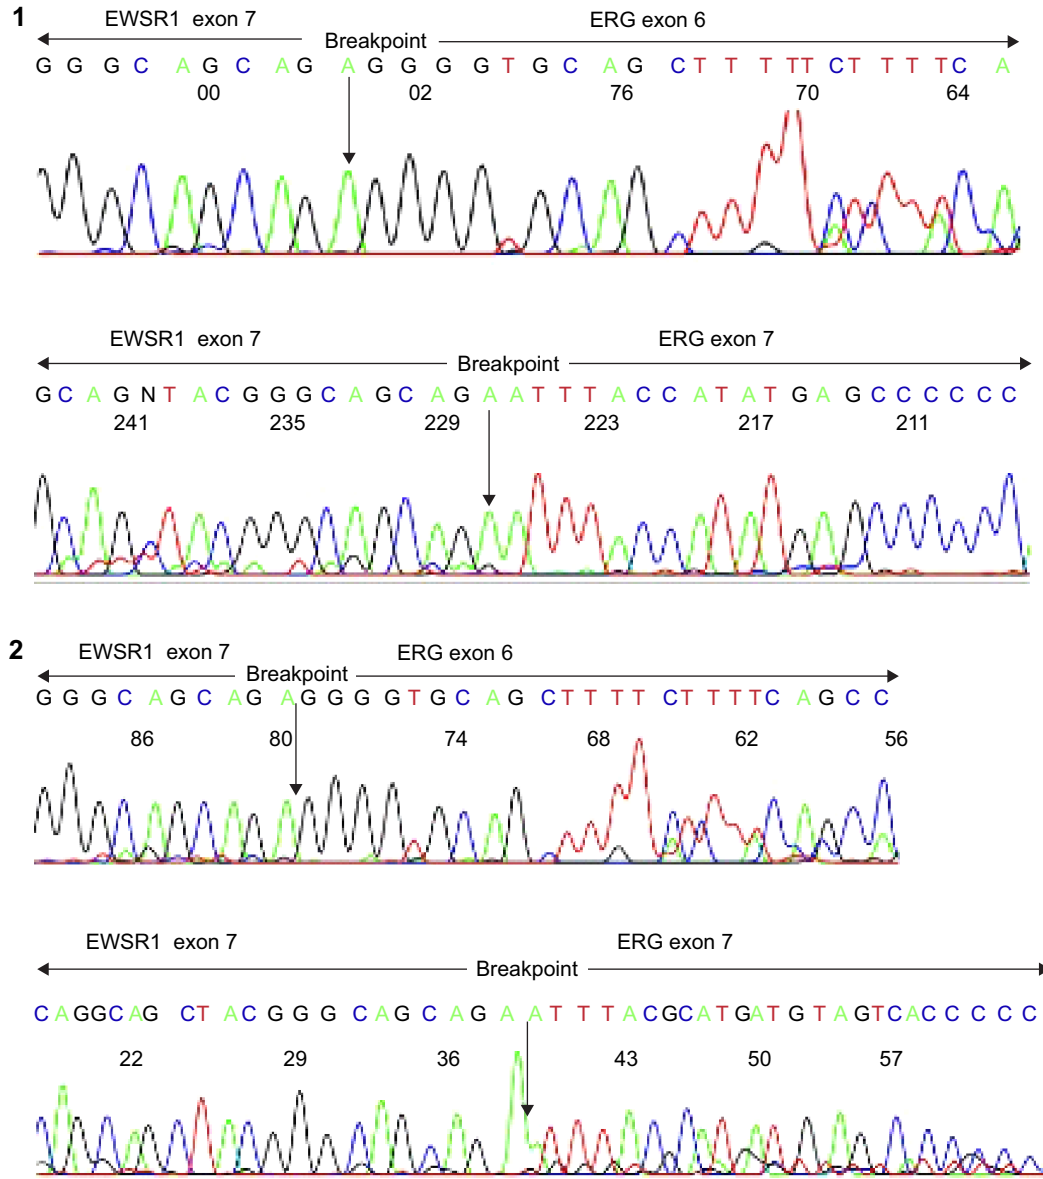 1
EWSR1 exon 7 Breakpoint ERG exon 6
G G G C A G C A G A G G G G T G C A G C T T T T T C T T T T C A
00 02 76 70 64
EWSR1 exon 7 Breakpoint ERG exon 7
G C A G N T A C G G G C A G C A G A A T T T A C C A T A T G A G C C C C C C
241 235 229 223 217 211
2
EWSR1 exon 7 Breakpoint ERG exon 6
G G G C A G C A G A G G G G T G C A G C T T T T C T T T T C A G C C
86 80 74 68 62 56
EWSR1 exon 7 Breakpoint ERG exon 7
C A G G C A G C T A C G G G C A G C A G A A T T T A C G C A T G A T G T A G T C A C C C C C
22 29 36 43 50 57